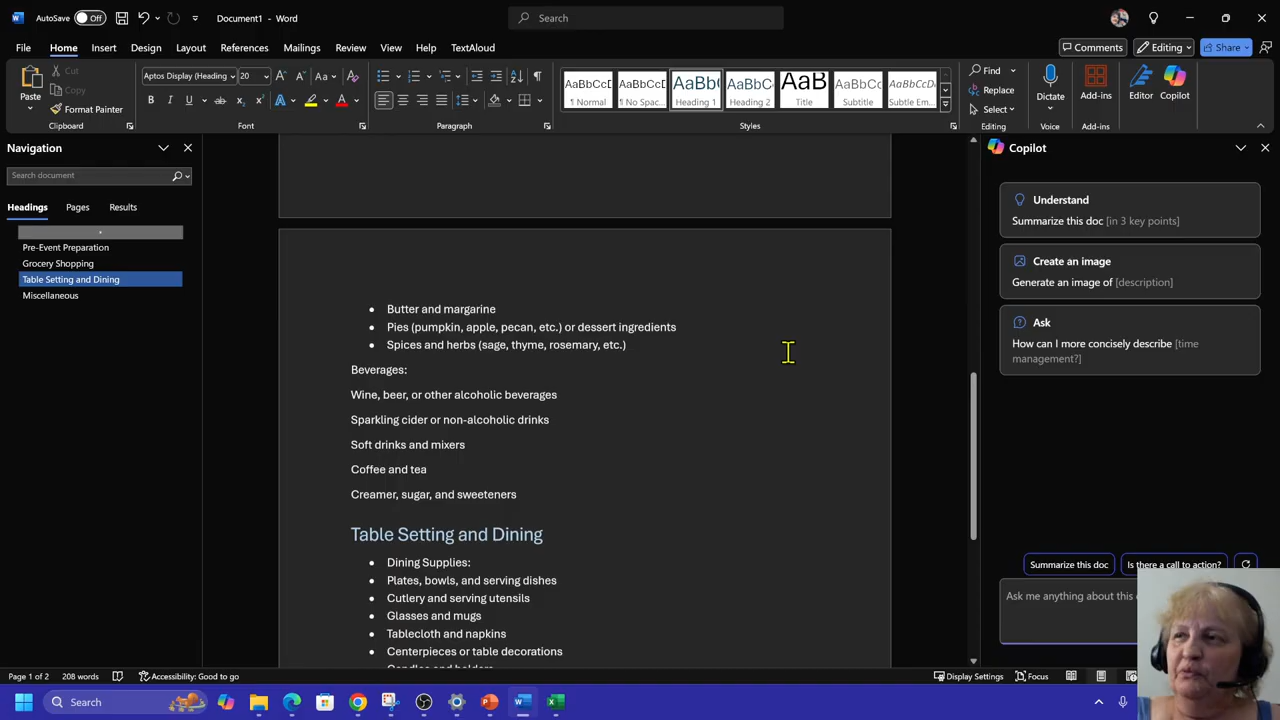 AutoSave Off Document1 - Word Search
File Home Insert Design Layout References Mailings Review View Help TextAloud Comments Editing Share
Paste Cut Copy Format Painter
Clipboard
Aptos Display (Heading 20
Font
Paragraph
AaBbCcD AaBbCcD AaBbC AaBbCcD AaB AaBbCcD AaBbCcDc
¶ Normal ¶ No Spac... Heading 1 Heading 2 Title Subtitle Subtle Em...
Styles
Find Replace Select
Editing
Dictate
Voice
Add-ins
Add-ins
Editor Copilot
Navigation
Search document
Headings Pages Results
Pre-Event Preparation
Grocery Shopping
Table Setting and Dining
Miscellaneous
• Butter and margarine
• Pies (pumpkin, apple, pecan, etc.) or dessert ingredients
• Spices and herbs (sage, thyme, rosemary, etc.)
Beverages:
Wine, beer, or other alcoholic beverages
Sparkling cider or non-alcoholic drinks
Soft drinks and mixers
Coffee and tea
Creamer, sugar, and sweeteners
Table Setting and Dining
• Dining Supplies:
• Plates, bowls, and serving dishes
• Cutlery and serving utensils
• Glasses and mugs
• Tablecloth and napkins
• Centerpieces or table decorations
Copilot
Understand
Summarize this doc [in 3 key points]
Create an image
Generate an image of [description]
Ask
How can I more concisely describe [time
management?]
Summarize this doc Is there a call to action?
Ask me anything about this
Page 1 of 2 208 words Accessibility: Good to go Display Settings Focus
Search